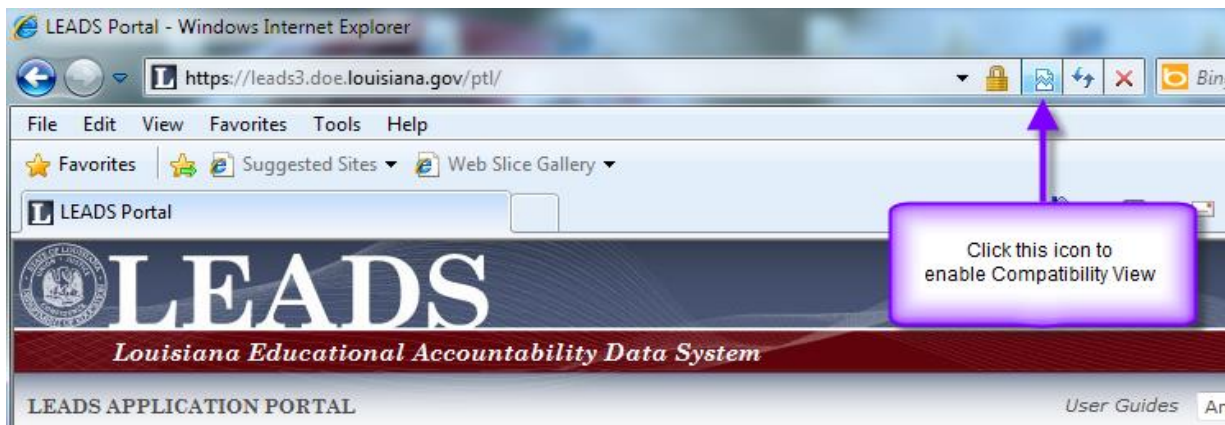 LEADS Portal - Windows Internet Explorer
https://leads3.doe.louisiana.gov/ptl/
File Edit View Favorites Tools Help
Favorites Suggested Sites Web Slice Gallery
LEADS Portal
Click this icon to
enable Compatibility View
LEADS
Louisiana Educational Accountability Data System
LEADS APPLICATION PORTAL User Guides